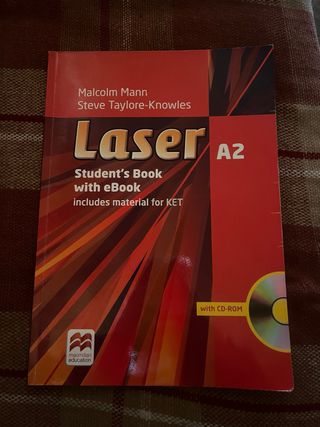 Malcolm Mann
Steve Taylore-Knowles
Laser A2
Student's Book
with eBook
includes material for KET
with CD-ROM
macmillan
education